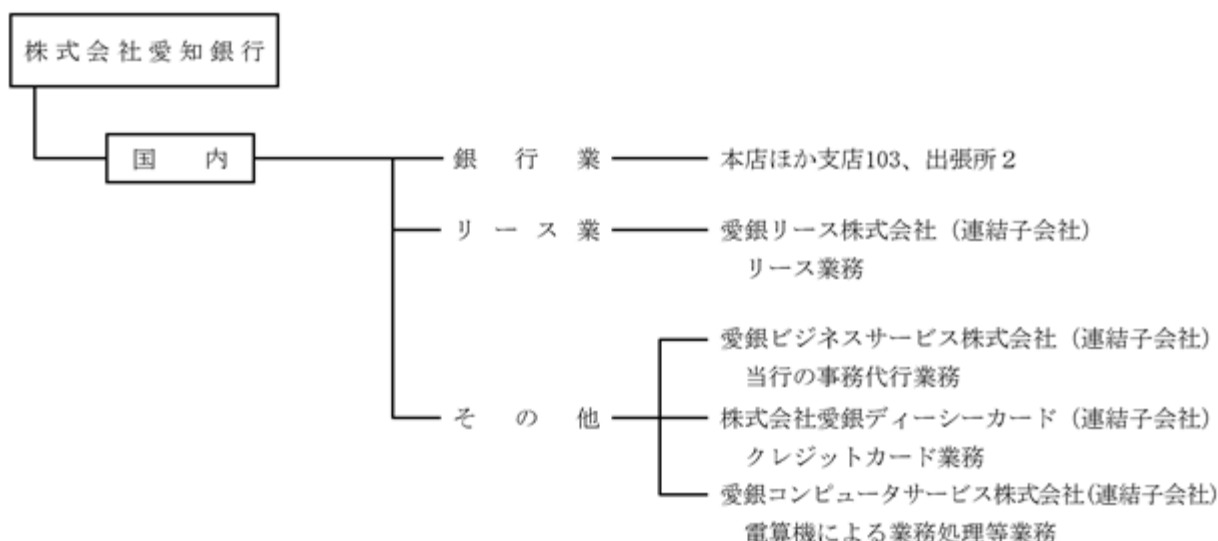 株式会社愛知銀行
国内
銀行業
本店ほか支店103、出張所2
リース業
愛銀リース株式会社（連結子会社）
リース業務
その他
愛銀ビジネスサービス株式会社（連結子会社）
当行の事務代行業務
株式会社愛銀ディーシーカード（連結子会社）
クレジットカード業務
愛銀コンピュータサービス株式会社(連結子会社)
電算機による業務処理等業務